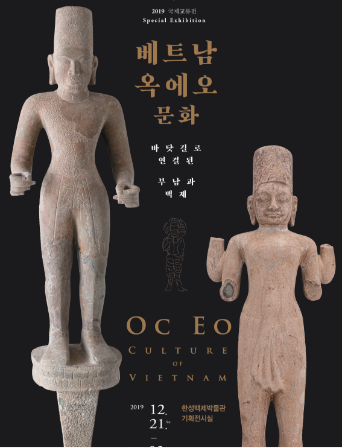 2019 국제교류전
Special Exhibition
베트남
옥에오
문화
바닷길로
연결된
부남과
백제
OC EO
CULTURE
OF
VIETNAM
2019 12.
21.
한성백제박물관
기획전시실